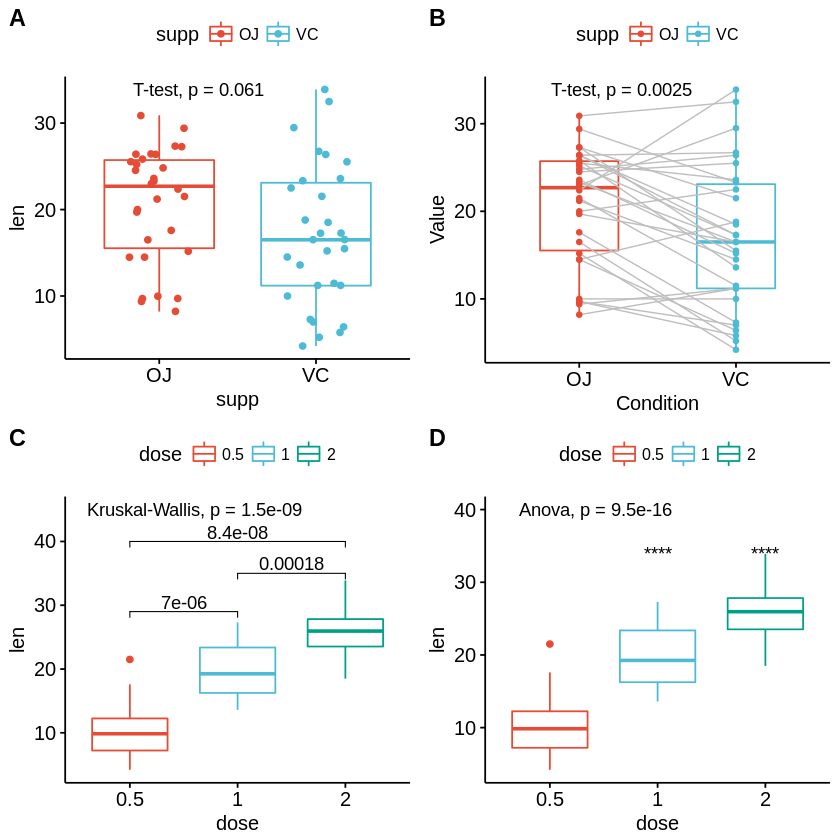 A
supp OJ VC
T-test, p = 0.061
30
20
10
len
OJ VC
supp
B
supp OJ VC
T-test, p = 0.0025
30
20
10
Value
OJ VC
Condition
C
dose 0.5 1 2
Kruskal-Wallis, p = 1.5e-09
8.4e-08
0.00018
7e-06
40
30
20
10
len
0.5 1 2
dose
D
dose 0.5 1 2
Anova, p = 9.5e-16
**** ****
40
30
20
10
len
0.5 1 2
dose